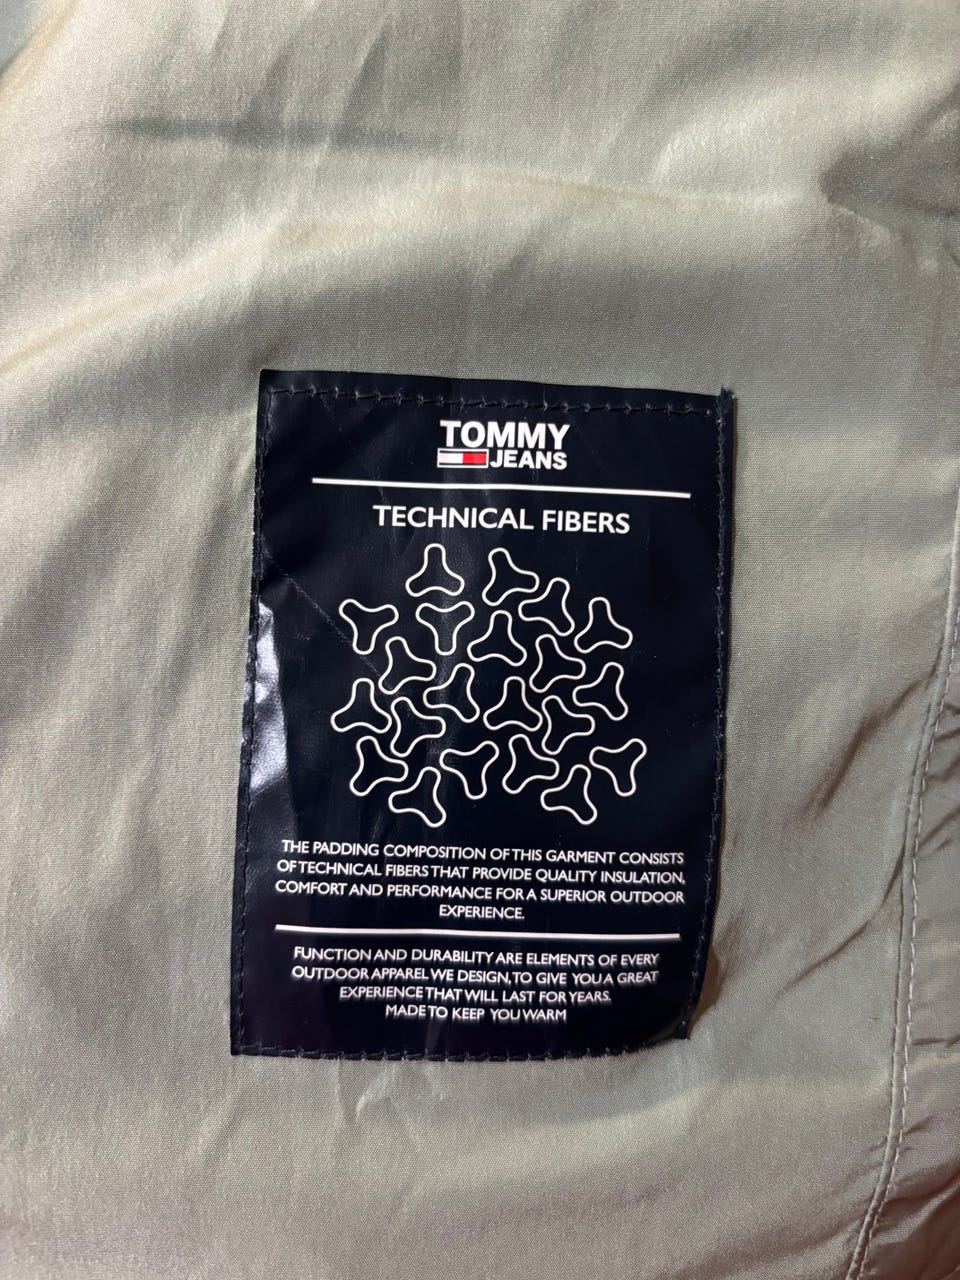 TOMMY
JEANS
TECHNICAL FIBERS
THE PADDING COMPOSITION OF THIS GARMENT CONSISTS
OF TECHNICAL FIBERS THAT PROVIDE QUALITY INSULATION,
COMFORT AND PERFORMANCE FOR A SUPERIOR OUTDOOR
EXPERIENCE.
FUNCTION AND DURABILITY ARE ELEMENTS OF EVERY
OUTDOOR APPAREL WE DESIGN, TO GIVE YOU A GREAT
EXPERIENCE THAT WILL LAST FOR YEARS.
MADE TO KEEP YOU WARM